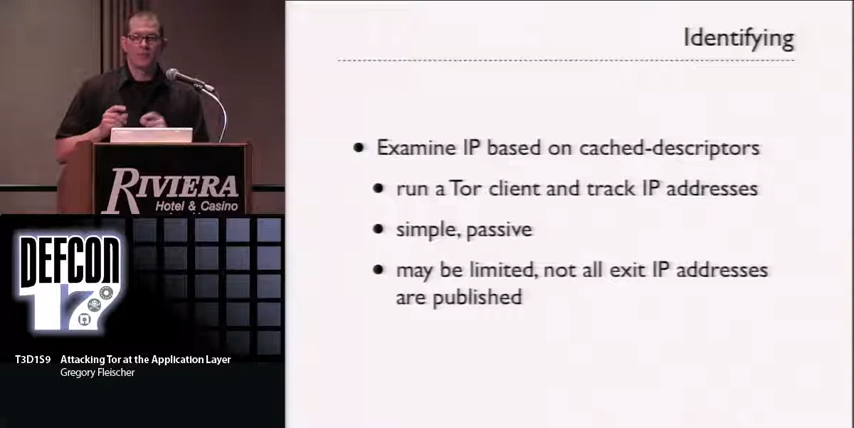 Identifying
• Examine IP based on cached-descriptors
• run a Tor client and track IP addresses
• simple, passive
• may be limited, not all exit IP addresses
are published
RIVIERA
Hotel & Casino
DEFCON
17
T3D1S9 Attacking Tor at the Application Layer
Gregory Fleischer